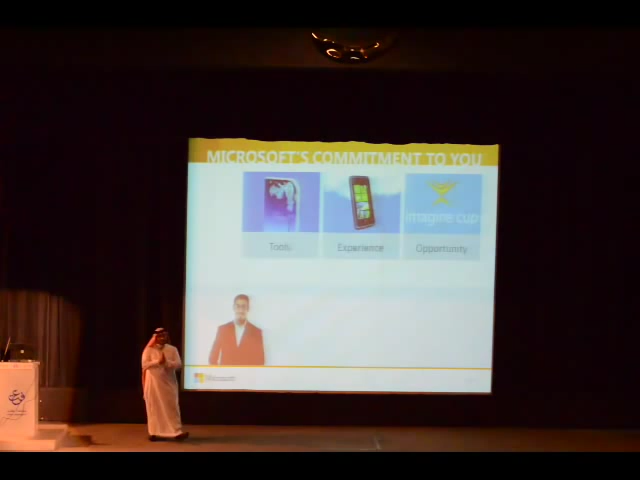 MICROSOFT'S COMMITMENT TO YOU
imagine cup
Tools
Experience
Opportunity
Microsoft